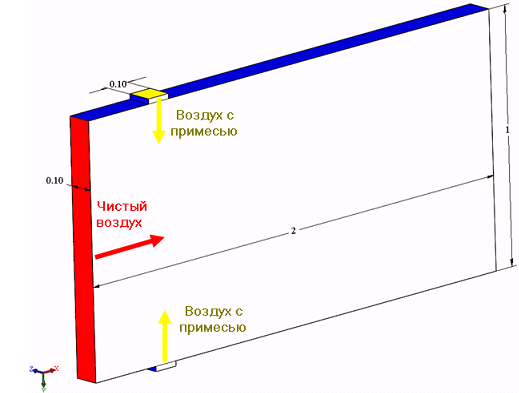 0.10
Воздух с
примесью
1
0.10
Чистый
воздух
2
Воздух с
примесью
Z X
Y